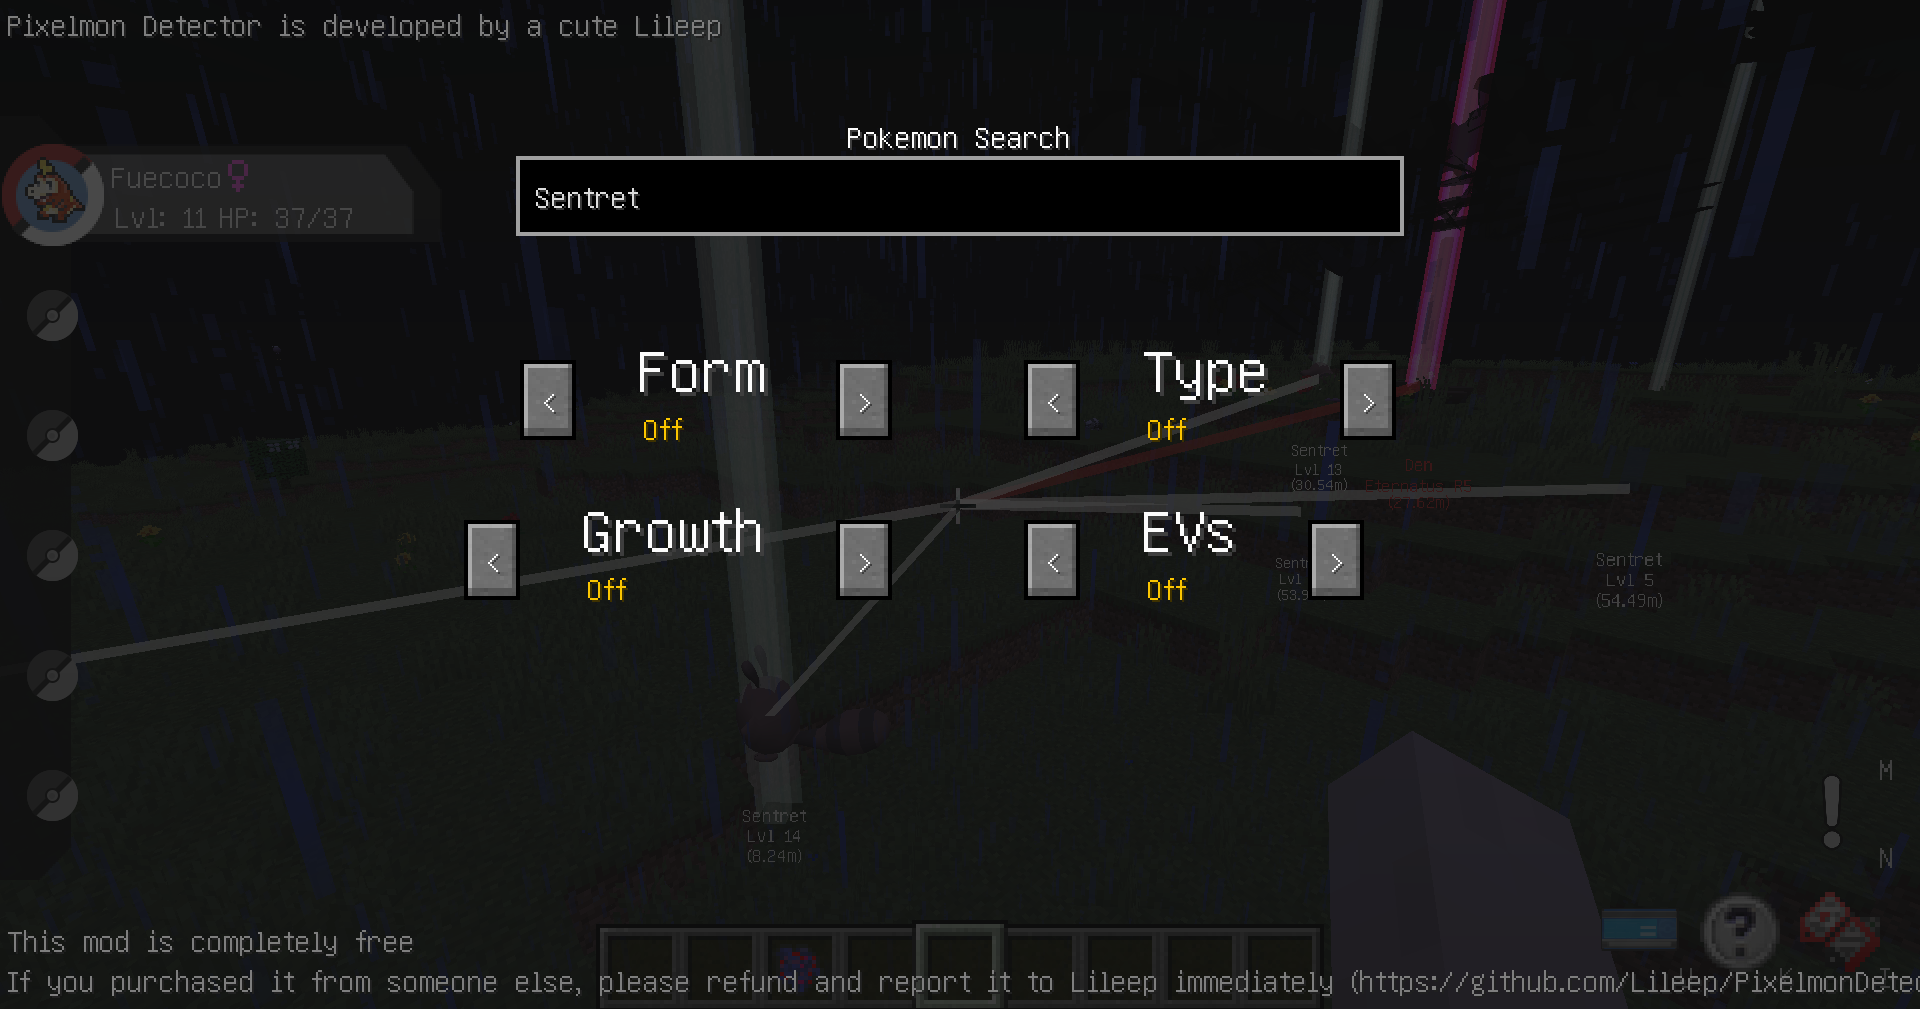 Pixelmon Detector is developed by a cute Lileep
Pokemon Search
Sentret
Fuecoco♀
Lvl: 11 HP: 37/37
Form
Off
Type
Off
Sentret
Lvl 13
(30.54m)
Den
Growth
Off
EVs
Off
Sentret
Lvl 5
(54.49m)
Sentret
Lvl 14
(8.24m)
M
N
This mod is completely free
If you purchased it from someone else, please refund and report it to Lileep immediately (https://github.com/Lileep/PixelmonDetec